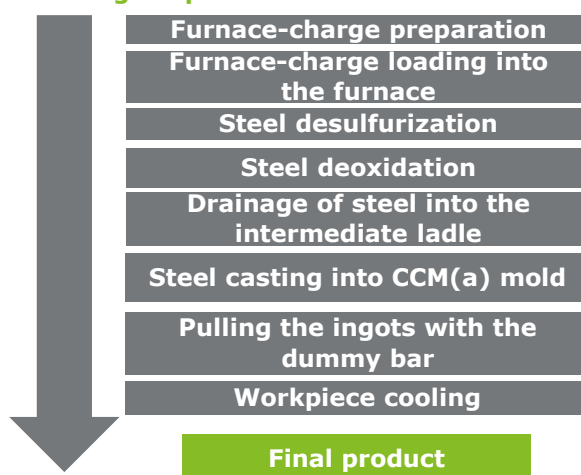 Furnace-charge preparation
Furnace-charge loading into
the furnace
Steel desulfurization
Steel deoxidation
Drainage of steel into the
intermediate ladle
Steel casting into CCM(a) mold
Pulling the ingots with the
dummy bar
Workpiece cooling
Final product